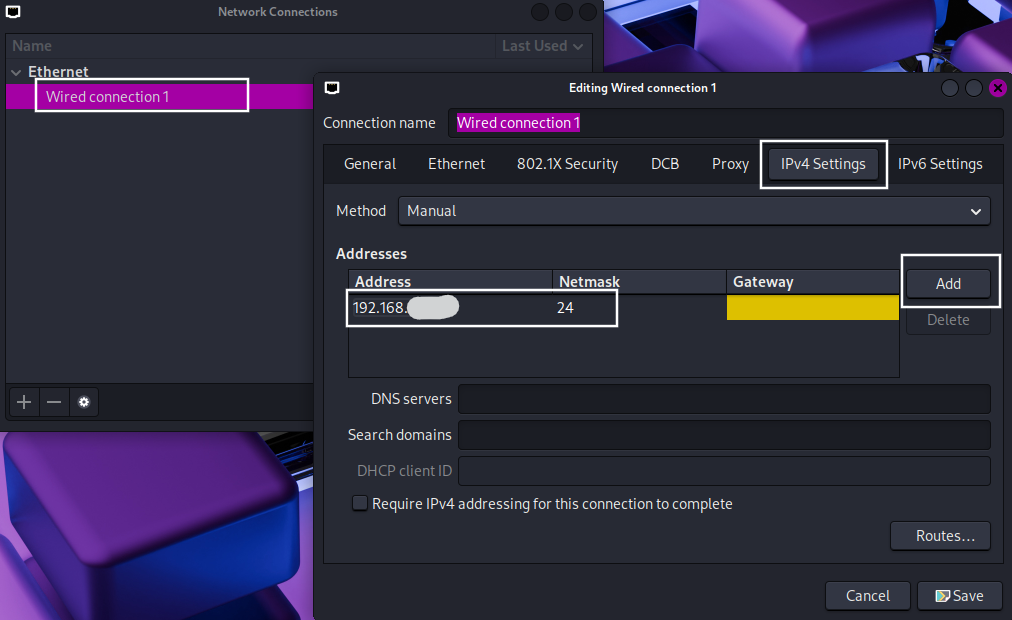 Network Connections
Name Last Used
Ethernet
Wired connection 1
Editing Wired connection 1
Connection name Wired connection 1
General Ethernet 802.1X Security DCB Proxy IPv4 Settings IPv6 Settings
Method Manual
Addresses
Address Netmask Gateway
192.168. 24
Add
Delete
DNS servers
Search domains
DHCP client ID
Require IPv4 addressing for this connection to complete
Routes...
Cancel Save